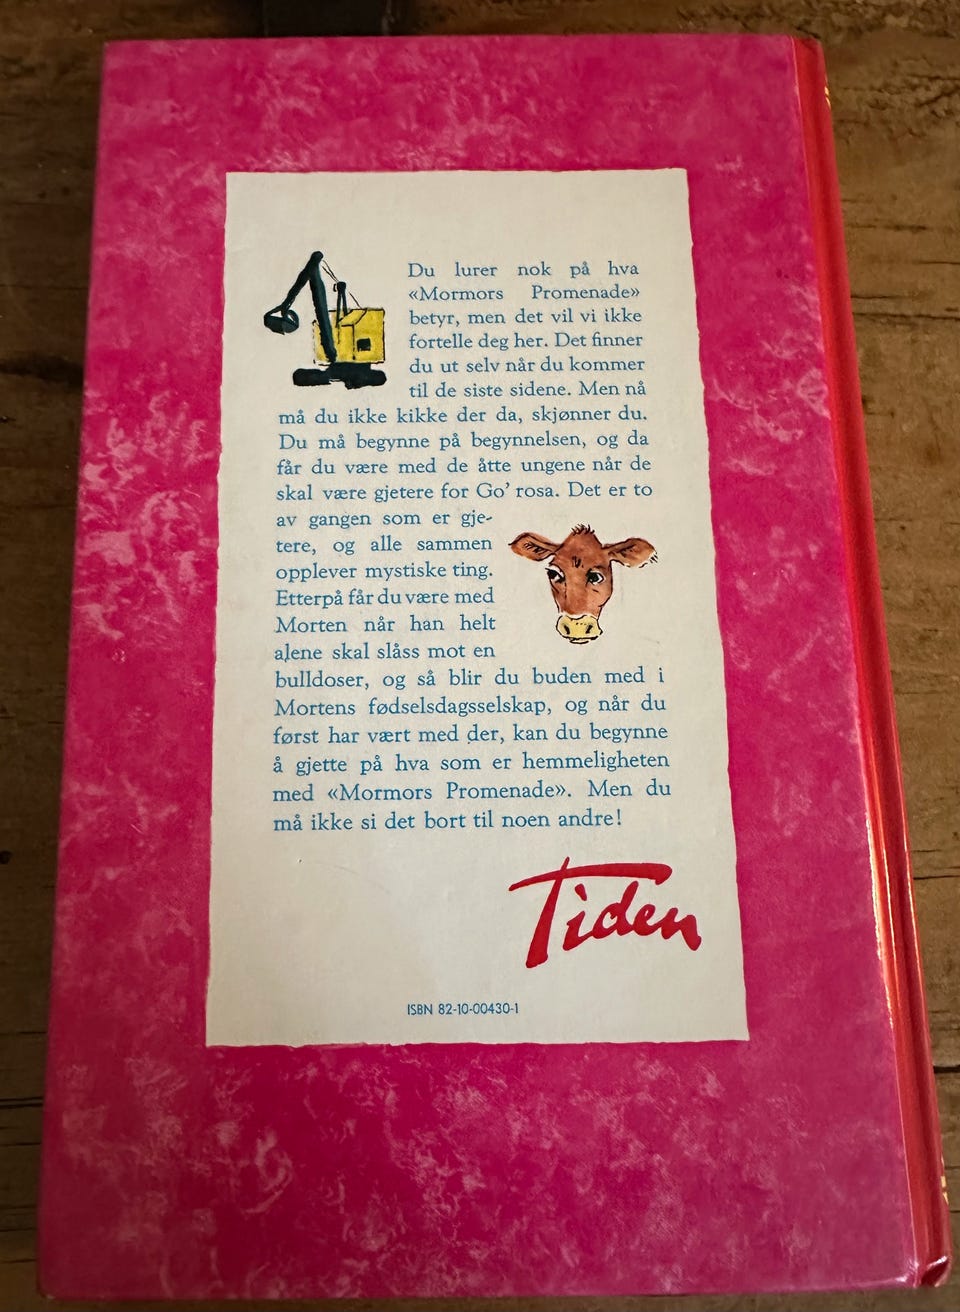 Du lurer nok på hva
«Mormors Promenade»
betyr, men det vil vi ikke
fortelle deg her. Det finner
du ut selv når du kommer
til de siste sidene. Men nå
må du ikke kikke der da, skjønner du.
Du må begynne på begynnelsen, og da
får du være med de åtte ungene når de
skal være gjetere for Go' rosa. Det er to
av gangen som er gje-
tere, og alle sammen
opplever mystiske ting.
Etterpå får du være med
Morten når han helt
alene skal slåss mot en
bulldoser, og så blir du buden med i
Mortens fødselsdagsselskap, og når du
først har vært med der, kan du begynne
å gjette på hva som er hemmeligheten
med «Mormors Promenade». Men du
må ikke si det bort til noen andre!
Tiden
ISBN 82-10-00430-1